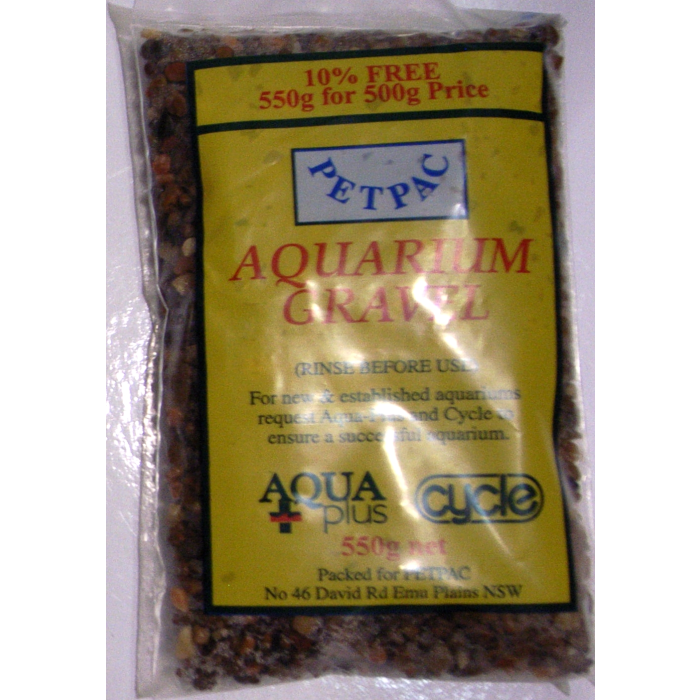 10% FREE
550g for 500g Price
PETPAC
AQUARIUM
GRAVEL
(RINSE BEFORE USE)
For new & established aquariums
request Aqua-Plus and Cycle to
ensure a successful aquarium.
AQUA
plus
cycle
550g net
Packed for PETPAC
No 46 David Rd Emu Plains NSW